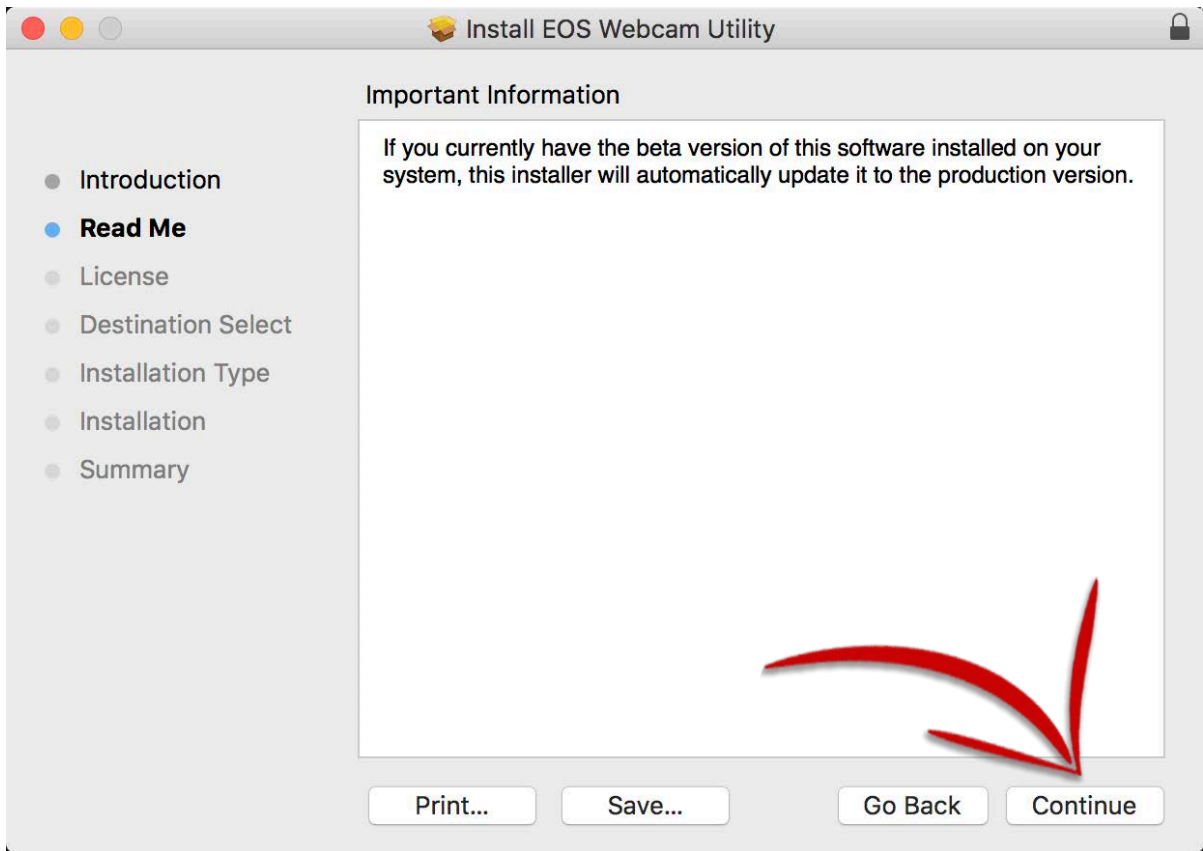 Install EOS Webcam Utility
Important Information
If you currently have the beta version of this software installed on your
system, this installer will automatically update it to the production version.
Introduction
Read Me
License
Destination Select
Installation Type
Installation
Summary
Print...
Save...
Go Back
Continue